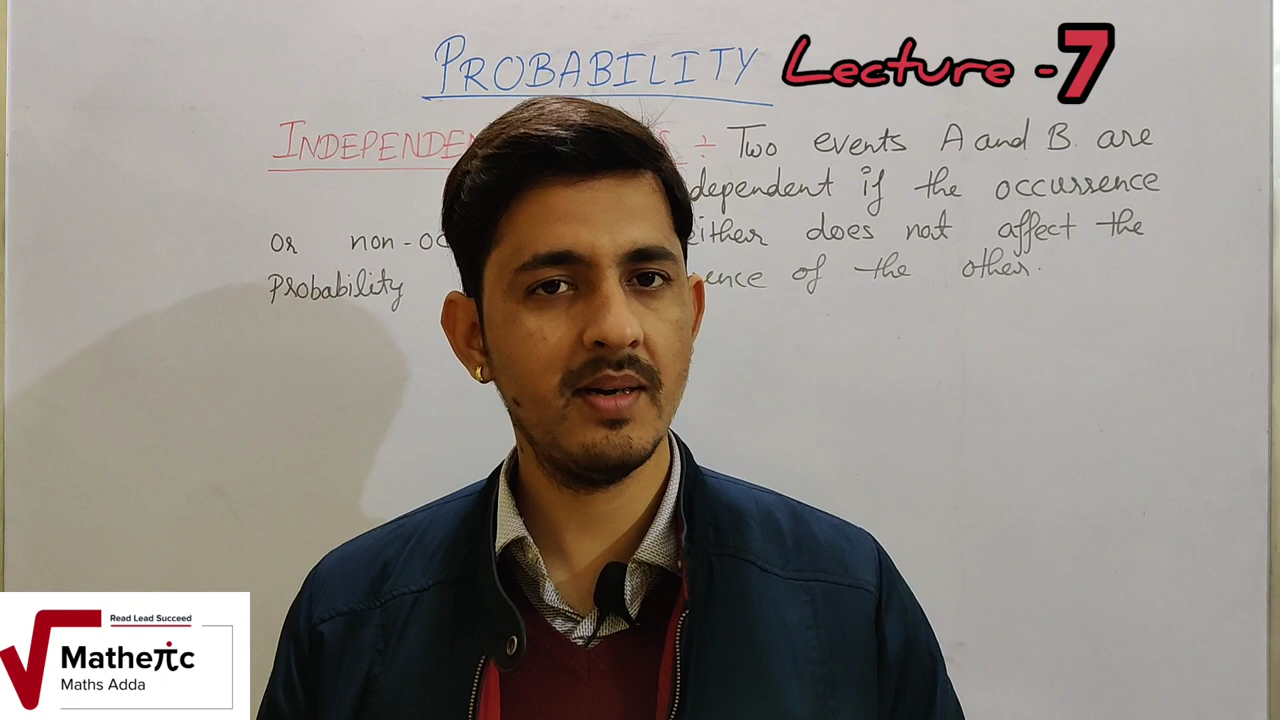 PROBABILITY Lecture -7
INDEPENDEN ÷ Two events A and B are
dependent if the occurrence
or non-oc either does not affect the
Probability ence of the other.
Read Lead Succeed
Matheπc
Maths Adda